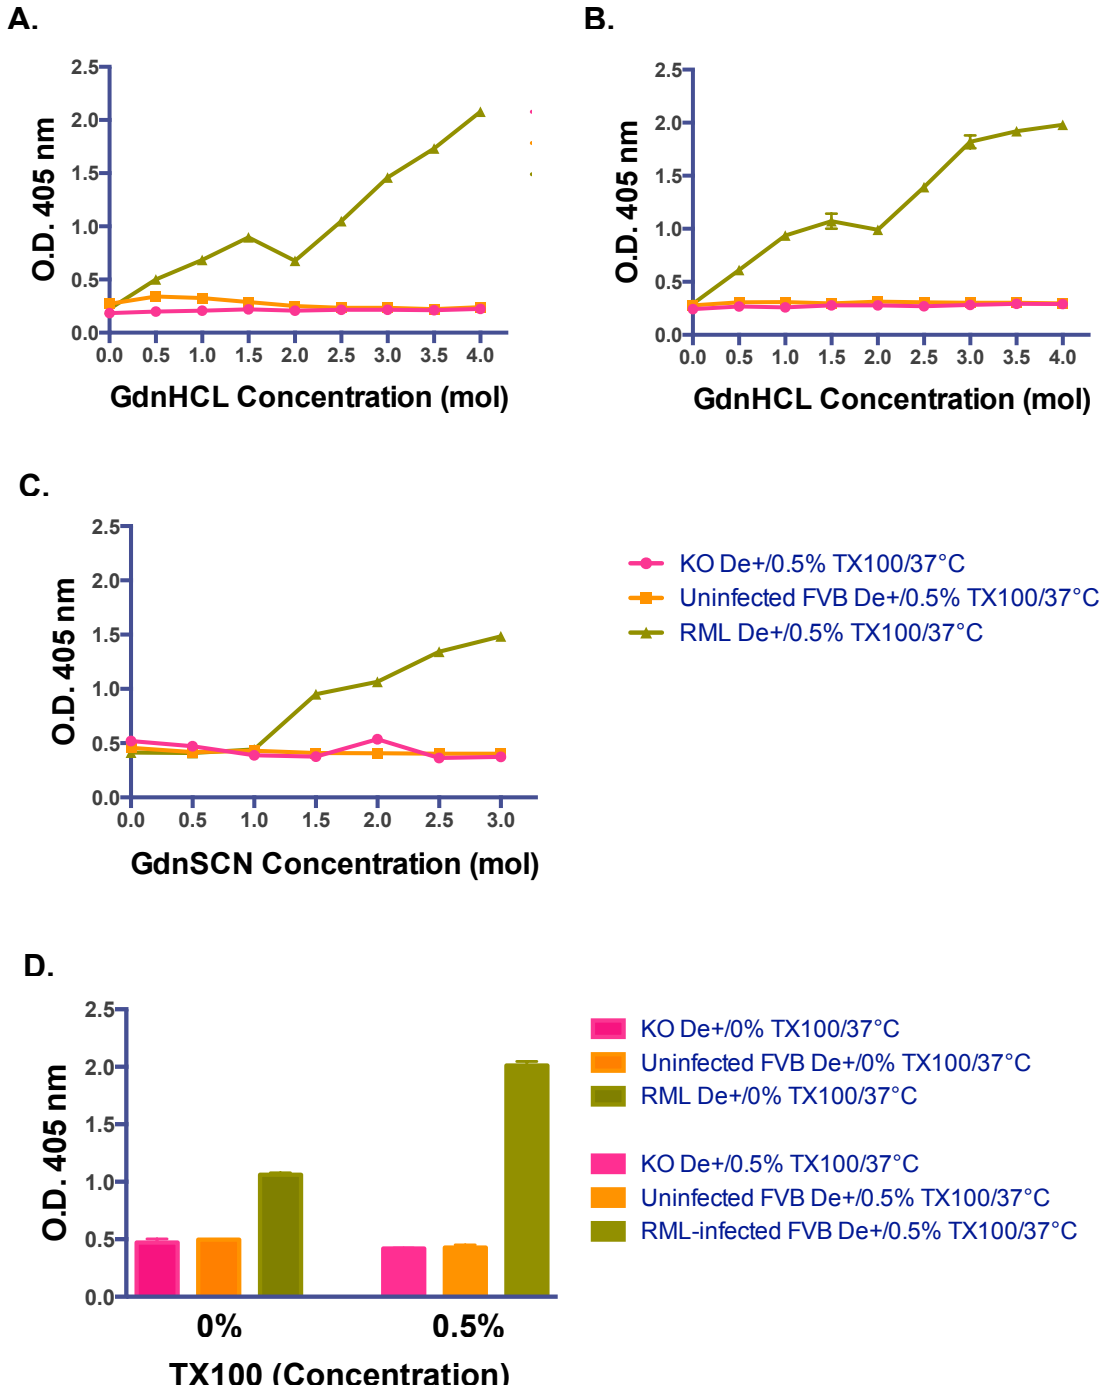 A.
B.
2.5
2.0
1.5
1.0
0.5
0.0
O.D. 405 nm
0.0 0.5 1.0 1.5 2.0 2.5 3.0 3.5 4.0
GdnHCL Concentration (mol)
2.5
2.0
1.5
1.0
0.5
0.0
O.D. 405 nm
0.0 0.5 1.0 1.5 2.0 2.5 3.0 3.5 4.0
GdnHCL Concentration (mol)
C.
2.5
2.0
1.5
1.0
0.5
0.0
O.D. 405 nm
0.0 0.5 1.0 1.5 2.0 2.5 3.0
GdnSCN Concentration (mol)
KO De+/0.5% TX100/37°C
Uninfected FVB De+/0.5% TX100/37°C
RML De+/0.5% TX100/37°C
D.
2.5
2.0
1.5
1.0
0.5
0.0
O.D. 405 nm
0% 0.5%
TX100 (Concentration)
KO De+/0% TX100/37°C
Uninfected FVB De+/0% TX100/37°C
RML De+/0% TX100/37°C
KO De+/0.5% TX100/37°C
Uninfected FVB De+/0.5% TX100/37°C
RML-infected FVB De+/0.5% TX100/37°C